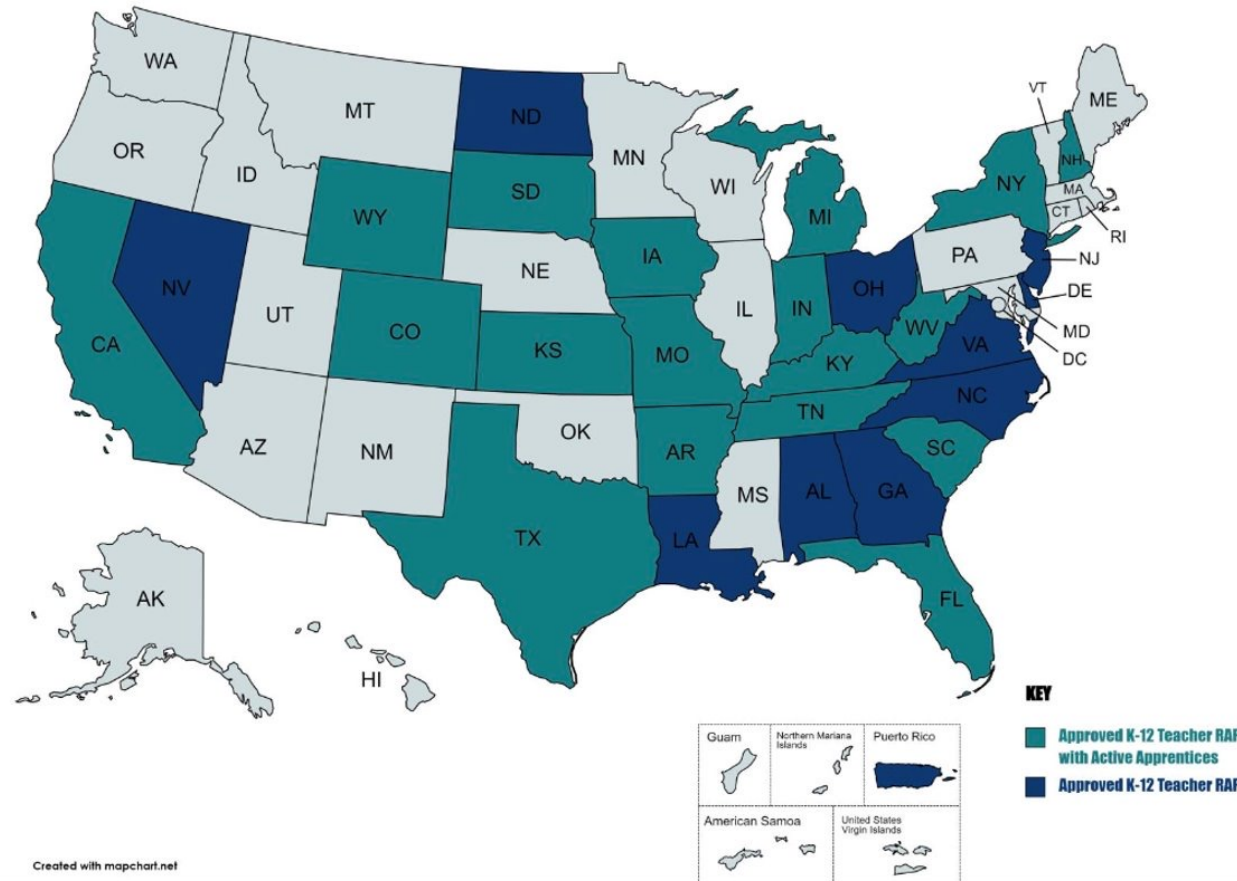 WA
MT
ND
MN
VT
ME
OR
ID
WY
SD
WI
MI
NY
NH
MA
CT
RI
NV
UT
CO
NE
IA
IL
IN
OH
PA
NJ
DE
MD
DC
CA
KS
MO
KY
WV
VA
NC
TN
AZ
NM
OK
AR
SC
MS
AL
GA
TX
LA
FL
AK
HI
KEY
Approved K-12 Teacher RAP
with Active Apprentices
Approved K-12 Teacher RAP
Guam
Northern Mariana
Islands
Puerto Rico
American Samoa
United States
Virgin Islands
Created with mapchart.net